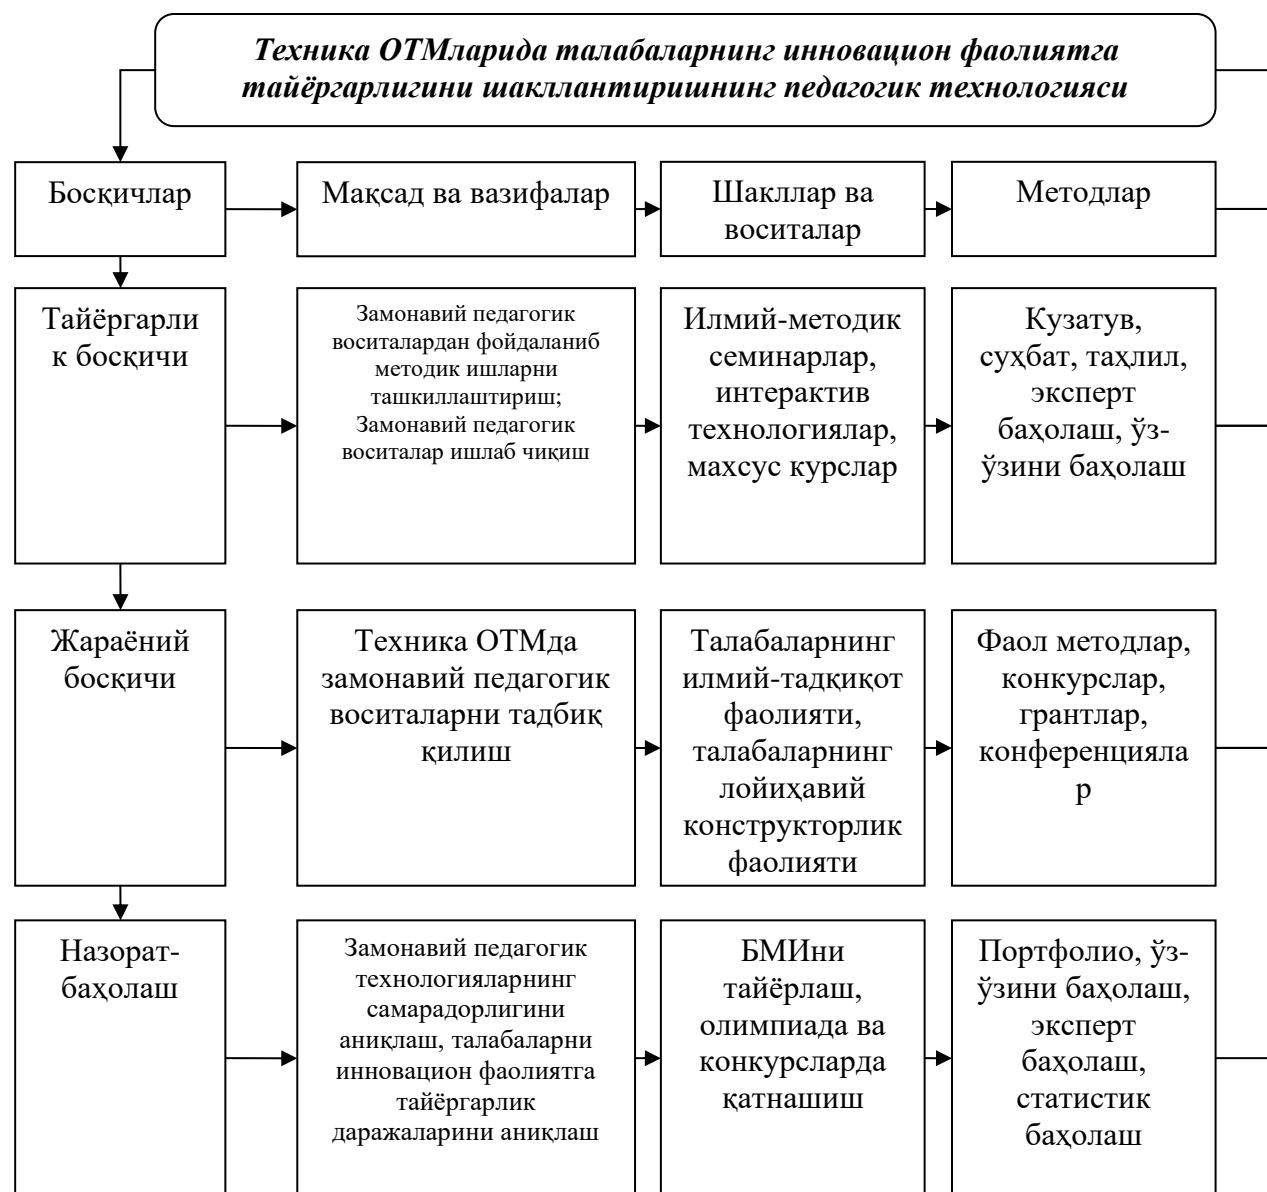 Техника ОТМларида талабаларнинг инновацион фаолиятга
тайёргарлигини шакллантиришнинг педагогик технологияси
Босқичлар
Мақсад ва вазифалар
Шакллар ва
воситалар
Методлар
Тайёргарли
к босқичи
Замонавий педагогик
воситалардан фойдаланиб
методик ишларни
ташкиллаштириш;
Замонавий педагогик
воситалар ишлаб чиқиш
Илмий-методик
семинарлар,
интерактив
технологиялар,
махсус курслар
Кузатув,
суҳбат, таҳлил,
эксперт
баҳолаш, ўз-
ўзини баҳолаш
Жараёний
босқичи
Техника ОТМда
замонавий педагогик
воситаларни тадбиқ
қилиш
Талабаларнинг
илмий-тадқиқот
фаолияти,
талабаларнинг
лойиҳавий
конструкторлик
фаолияти
Фаол методлар,
конкурслар,
грантлар,
конференцияла
р
Назорат-
баҳолаш
Замонавий педагогик
технологияларнинг
самарадорлигини
аниқлаш, талабаларни
инновацион фаолиятга
тайёргарлик
даражаларини аниқлаш
БМИни
тайёрлаш,
олимпиада ва
конкурсларда
қатнашиш
Портфолио, ўз-
ўзини баҳолаш,
эксперт
баҳолаш,
статистик
баҳолаш